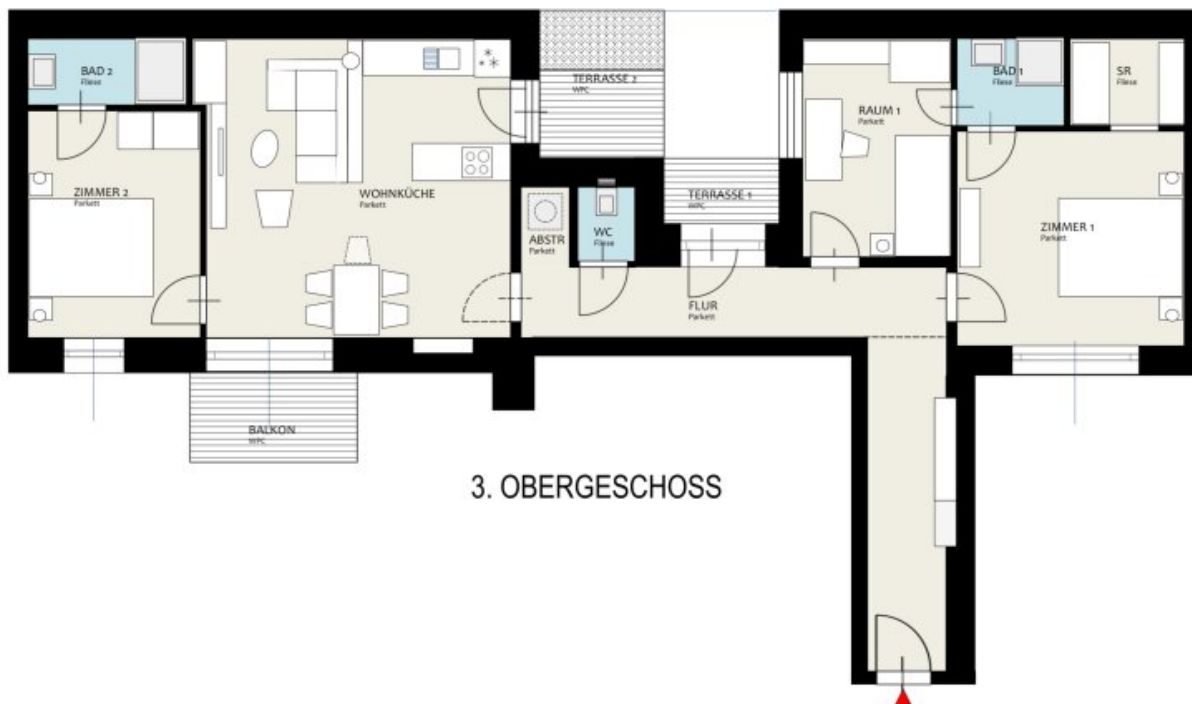 BAD 2
Fliese
TERRASSE 2
WPC
RAUM 1
Parkett
BAD 1
Fliese
SR
Fliese
ZIMMER 2
Parkett
WOHNKÜCHE
Parkett
TERRASSE 1
WPC
ABSTR
Parkett
WC
Fliese
ZIMMER 1
Parkett
FLUR
Parkett
BALKON
WPC
3. OBERGESCHOSS